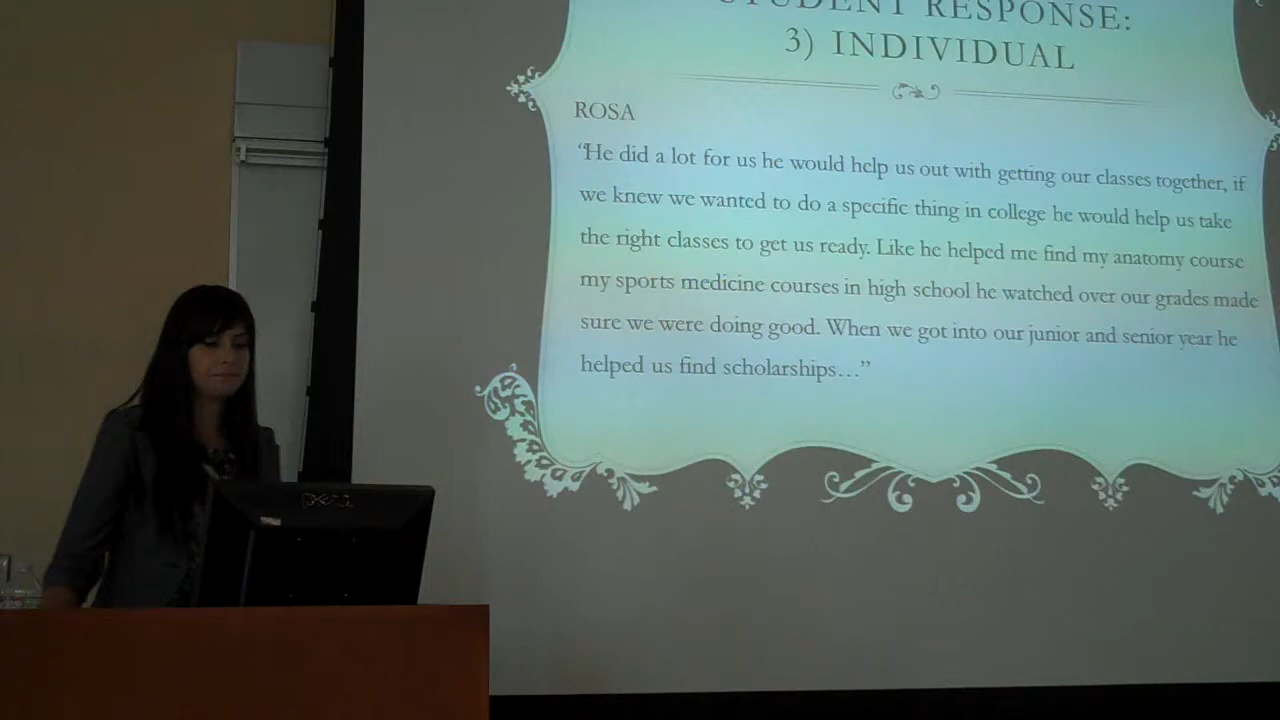 STUDENT RESPONSE:
3) INDIVIDUAL
ROSA
“He did a lot for us he would help us out with getting our classes together, if
we knew we wanted to do a specific thing in college he would help us take
the right classes to get us ready. Like he helped me find my anatomy course
my sports medicine courses in high school he watched over our grades made
sure we were doing good. When we got into our junior and senior year he
helped us find scholarships…”
DELL